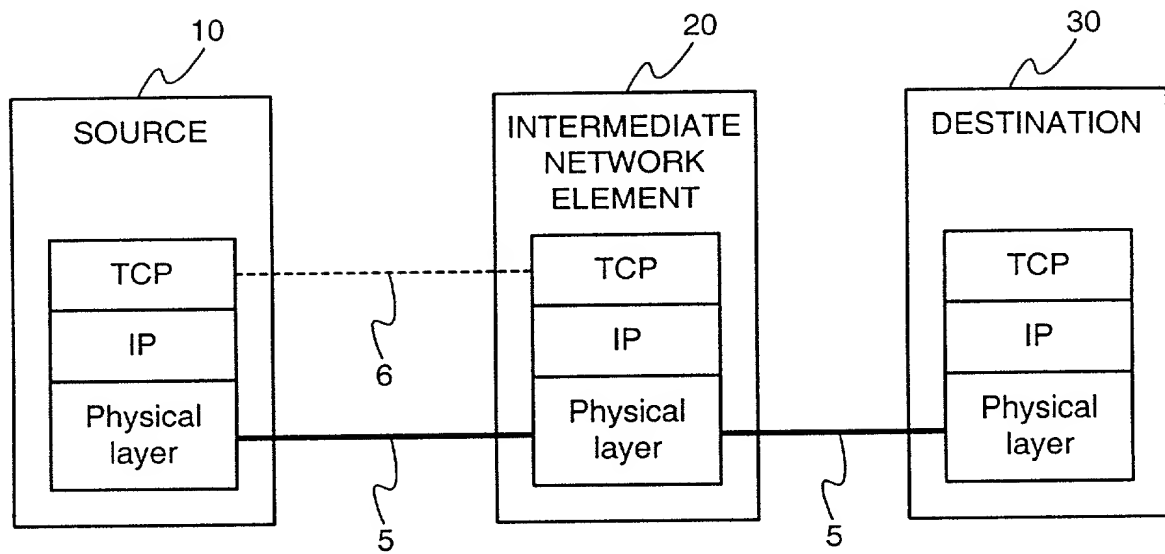 10
20
30
SOURCE
INTERMEDIATE
NETWORK
ELEMENT
DESTINATION
TCP
IP
Physical
layer
TCP
IP
Physical
layer
TCP
IP
Physical
layer
6
5
5